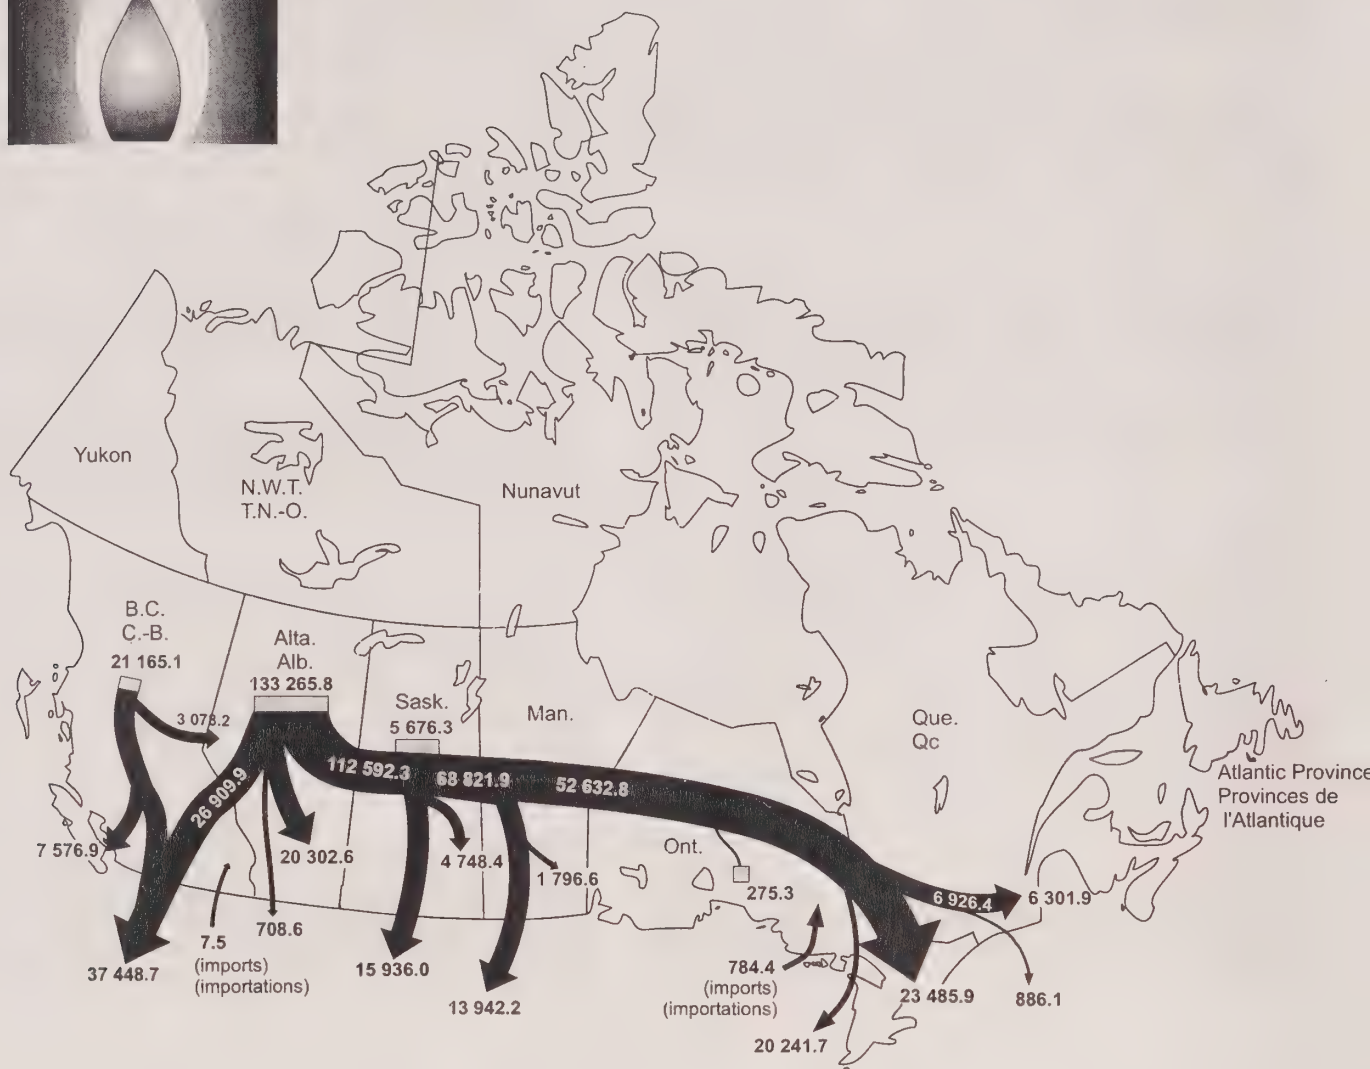 Yukon
N.W.T.
T.N.-O.
Nunavut
B.C.
C.-B.
21 165.1
3 078.2
Alta.
Alb.
133 265.8
Sask.
5 676.3
Man.
Que.
Qc
Atlantic Province
Provinces de
l'Atlantique
26 909.9
112 592.3
68 821.9
52 632.8
7 576.9
20 302.6
4 748.4
1 796.6
Ont.
275.3
6 926.4
6 301.9
708.6
7.5
(imports)
(importations)
37 448.7
15 936.0
13 942.2
784.4
(imports)
(importations)
23 485.9
886.1
20 241.7